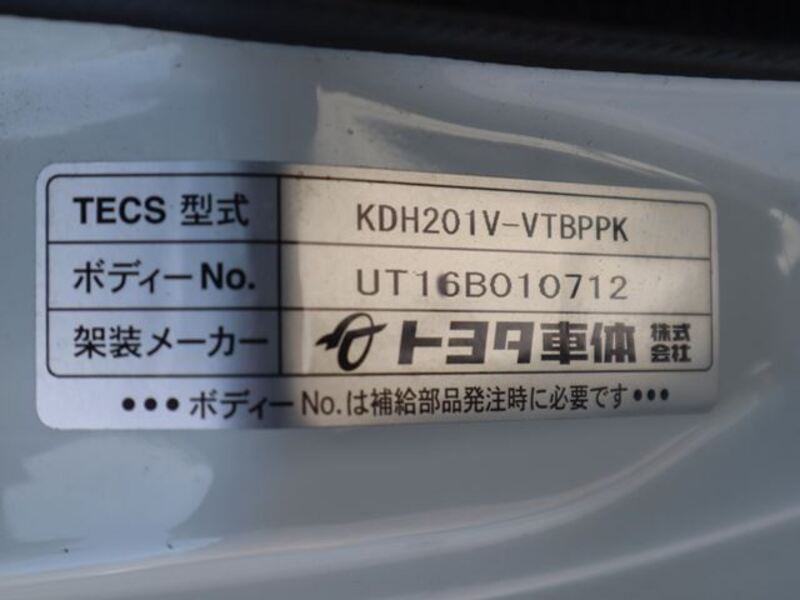 TECS 型式 KDH201V-VTBPPK
ボディーNo. UT16B010712
架装メーカー トヨタ車体 株式会社
•••ボディーNo.は補給部品発注時に必要です•••